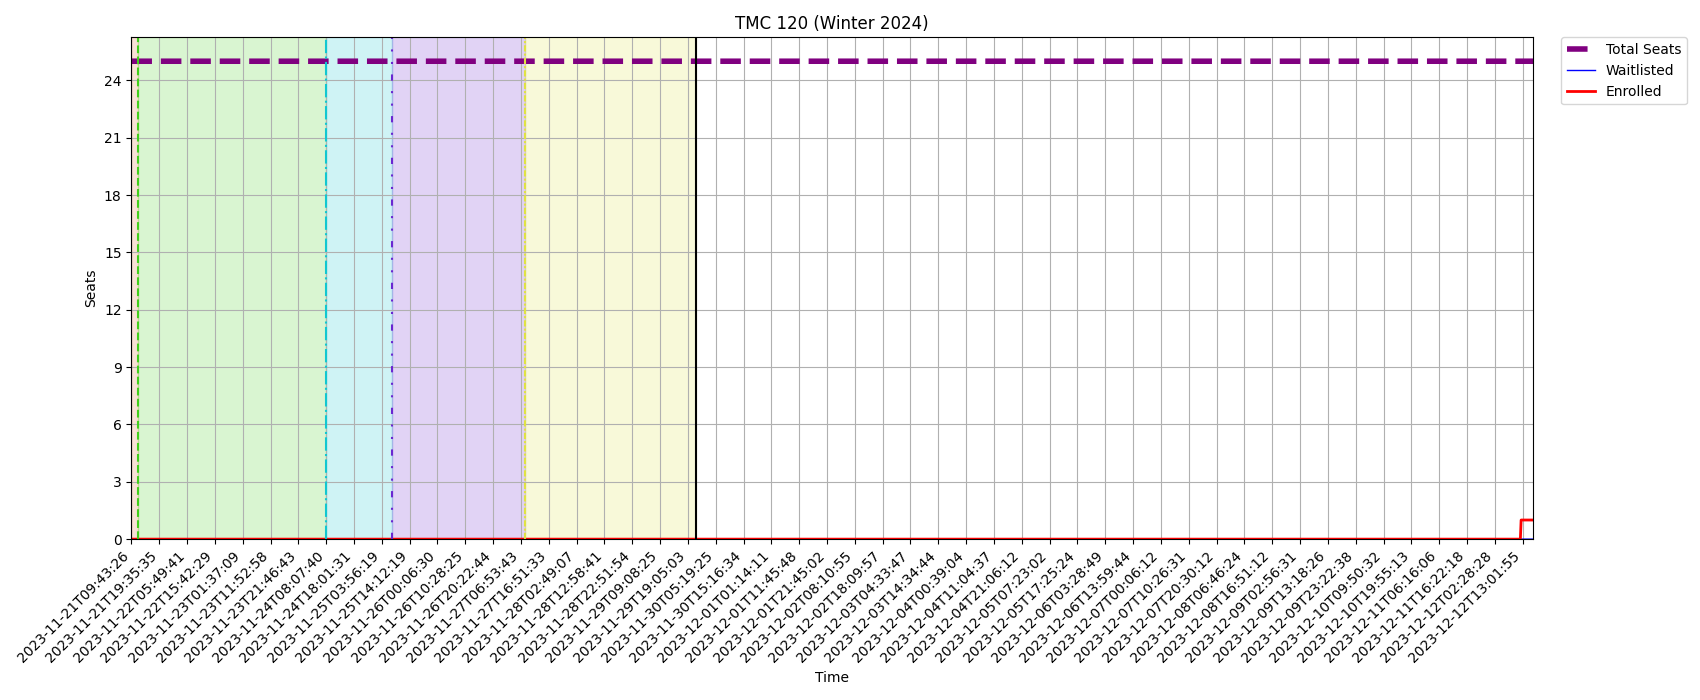 TMC 120 (Winter 2024)
Total Seats
Waitlisted
Enrolled
24
21
18
15
12
9
6
3
0
Seats
2023-11-21T09:43:26
2023-11-21T19:35:35
2023-11-22T05:49:41
2023-11-22T15:42:29
2023-11-23T01:37:09
2023-11-23T11:52:58
2023-11-23T21:46:43
2023-11-24T08:07:40
2023-11-24T18:01:31
2023-11-25T03:56:19
2023-11-25T14:12:19
2023-11-26T00:06:30
2023-11-26T10:28:25
2023-11-26T20:22:44
2023-11-27T06:53:43
2023-11-27T16:51:33
2023-11-28T02:49:07
2023-11-28T12:58:41
2023-11-28T22:51:54
2023-11-29T09:08:25
2023-11-29T19:05:03
2023-11-30T05:19:25
2023-11-30T15:16:34
2023-12-01T01:14:11
2023-12-01T11:45:48
2023-12-01T21:45:02
2023-12-02T08:10:55
2023-12-02T18:09:57
2023-12-03T04:33:47
2023-12-03T14:34:44
2023-12-04T00:39:04
2023-12-04T11:04:37
2023-12-04T21:06:12
2023-12-05T07:23:02
2023-12-05T17:25:24
2023-12-06T03:28:49
2023-12-06T13:59:44
2023-12-07T00:06:12
2023-12-07T10:26:31
2023-12-07T20:30:12
2023-12-08T06:46:24
2023-12-08T16:51:12
2023-12-09T02:56:31
2023-12-09T13:18:26
2023-12-09T23:22:38
2023-12-10T09:50:32
2023-12-10T19:55:13
2023-12-11T06:16:06
2023-12-11T16:22:18
2023-12-12T02:28:28
2023-12-12T13:01:55
Time